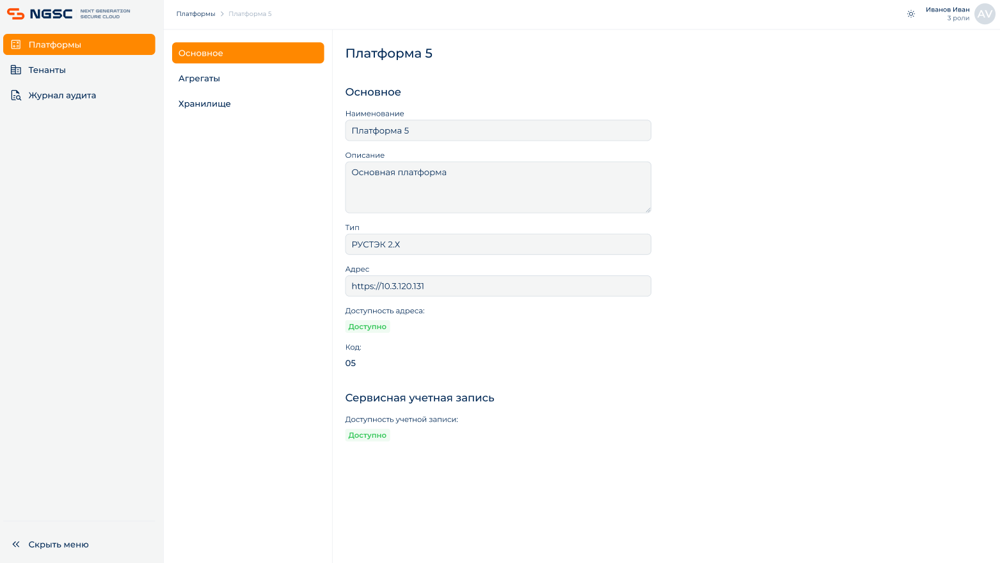 NGSC
NEXT GENERATION
SECURE CLOUD
Платформы
Тенанты
Журнал аудита
Скрыть меню
Платформы > Платформа 5
Иванов Иван
3 роли
AV
Основное
Агрегаты
Хранилище
Платформа 5
Основное
Наименование
Платформа 5
Описание
Основная платформа
Тип
РУСТЭК 2.X
Адрес
https://10.3.120.131
Доступность адреса:
Доступно
Код:
05
Сервисная учетная запись
Доступность учетной записи:
Доступно